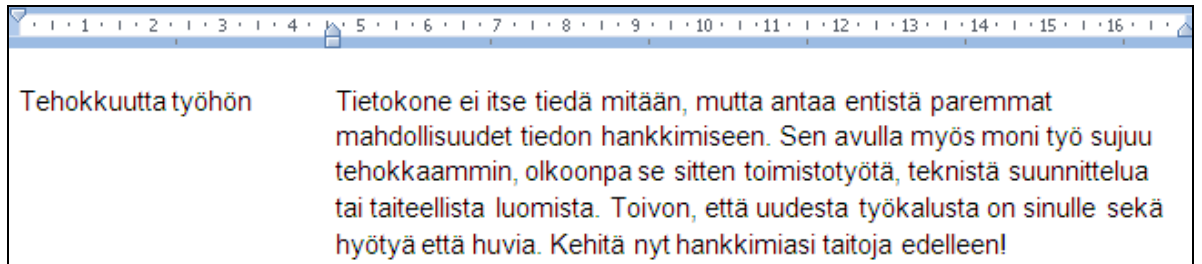 1 2 3 4 5 6 7 8 9 10 11 12 13 14 15 16
Tehokkuutta työhön Tietokone ei itse tiedä mitään, mutta antaa entistä paremmat
mahdollisuudet tiedon hankkimiseen. Sen avulla myös moni työ sujuu
tehokkaammin, olkoonpa se sitten toimistotyötä, teknistä suunnittelua
tai taiteellista luomista. Toivon, että uudesta työkalusta on sinulle sekä
hyötyä että huvia. Kehitä nyt hankkimiasi taitoja edelleen!